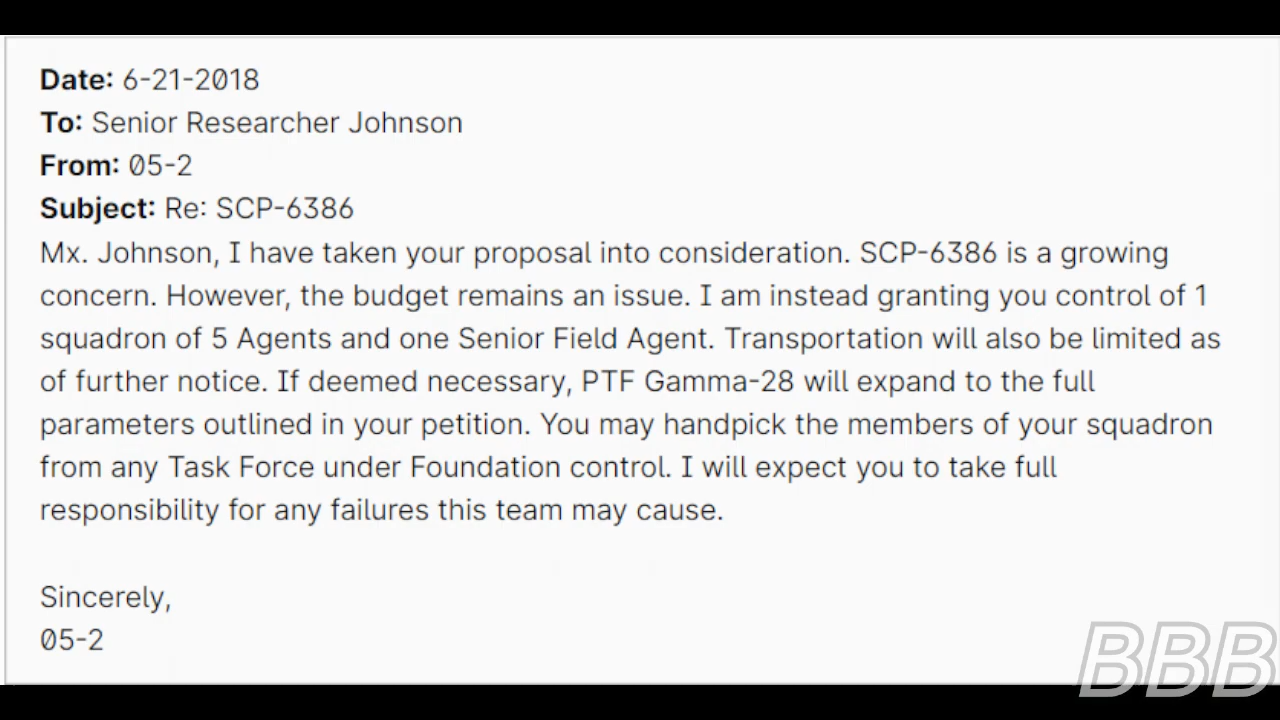 Date: 6-21-2018
To: Senior Researcher Johnson
From: 05-2
Subject: Re: SCP-6386
Mx. Johnson, I have taken your proposal into consideration. SCP-6386 is a growing
concern. However, the budget remains an issue. I am instead granting you control of 1
squadron of 5 Agents and one Senior Field Agent. Transportation will also be limited as
of further notice. If deemed necessary, PTF Gamma-28 will expand to the full
parameters outlined in your petition. You may handpick the members of your squadron
from any Task Force under Foundation control. I will expect you to take full
responsibility for any failures this team may cause.
Sincerely,
05-2
BBB